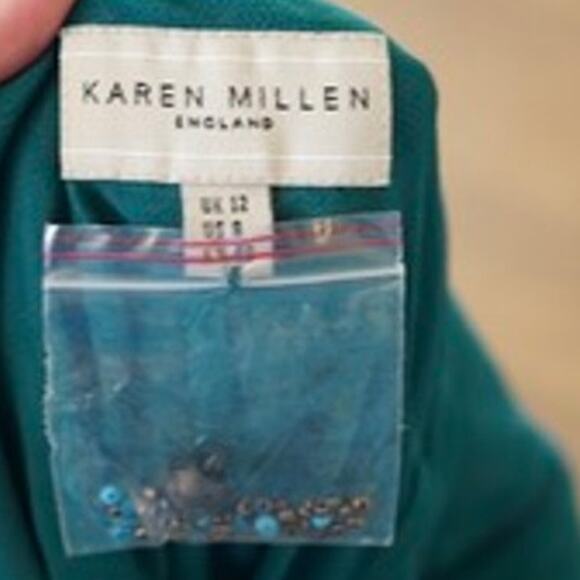 KAREN MILLEN
ENGLAND
UK 12
US 8